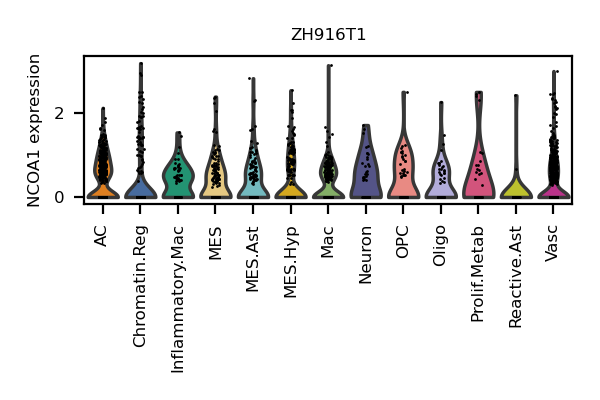 ZH916T1
NCOA1 expression
2
0
AC
Chromatin.Reg
Inflammatory.Mac
MES
MES.Ast
MES.Hyp
Mac
Neuron
OPC
Oligo
Prolif.Metab
Reactive.Ast
Vasc